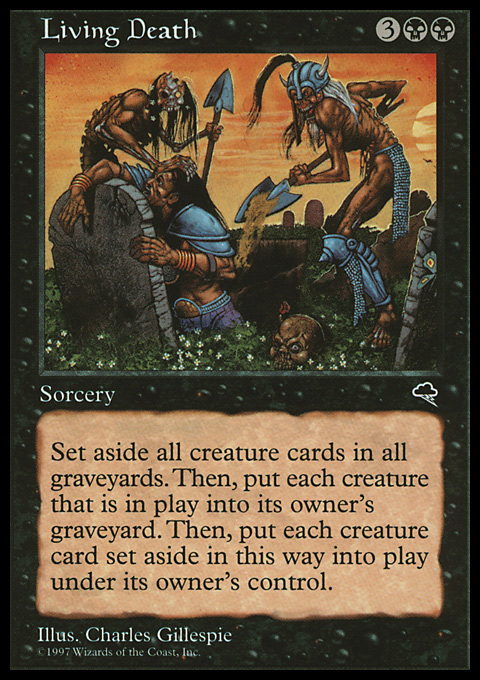 Living Death 3
Sorcery
Set aside all creature cards in all
graveyards. Then, put each creature
that is in play into its owner's
graveyard. Then, put each creature
card set aside in this way into play
under its owner's control.
Illus. Charles Gillespie
©1997 Wizards of the Coast, Inc.